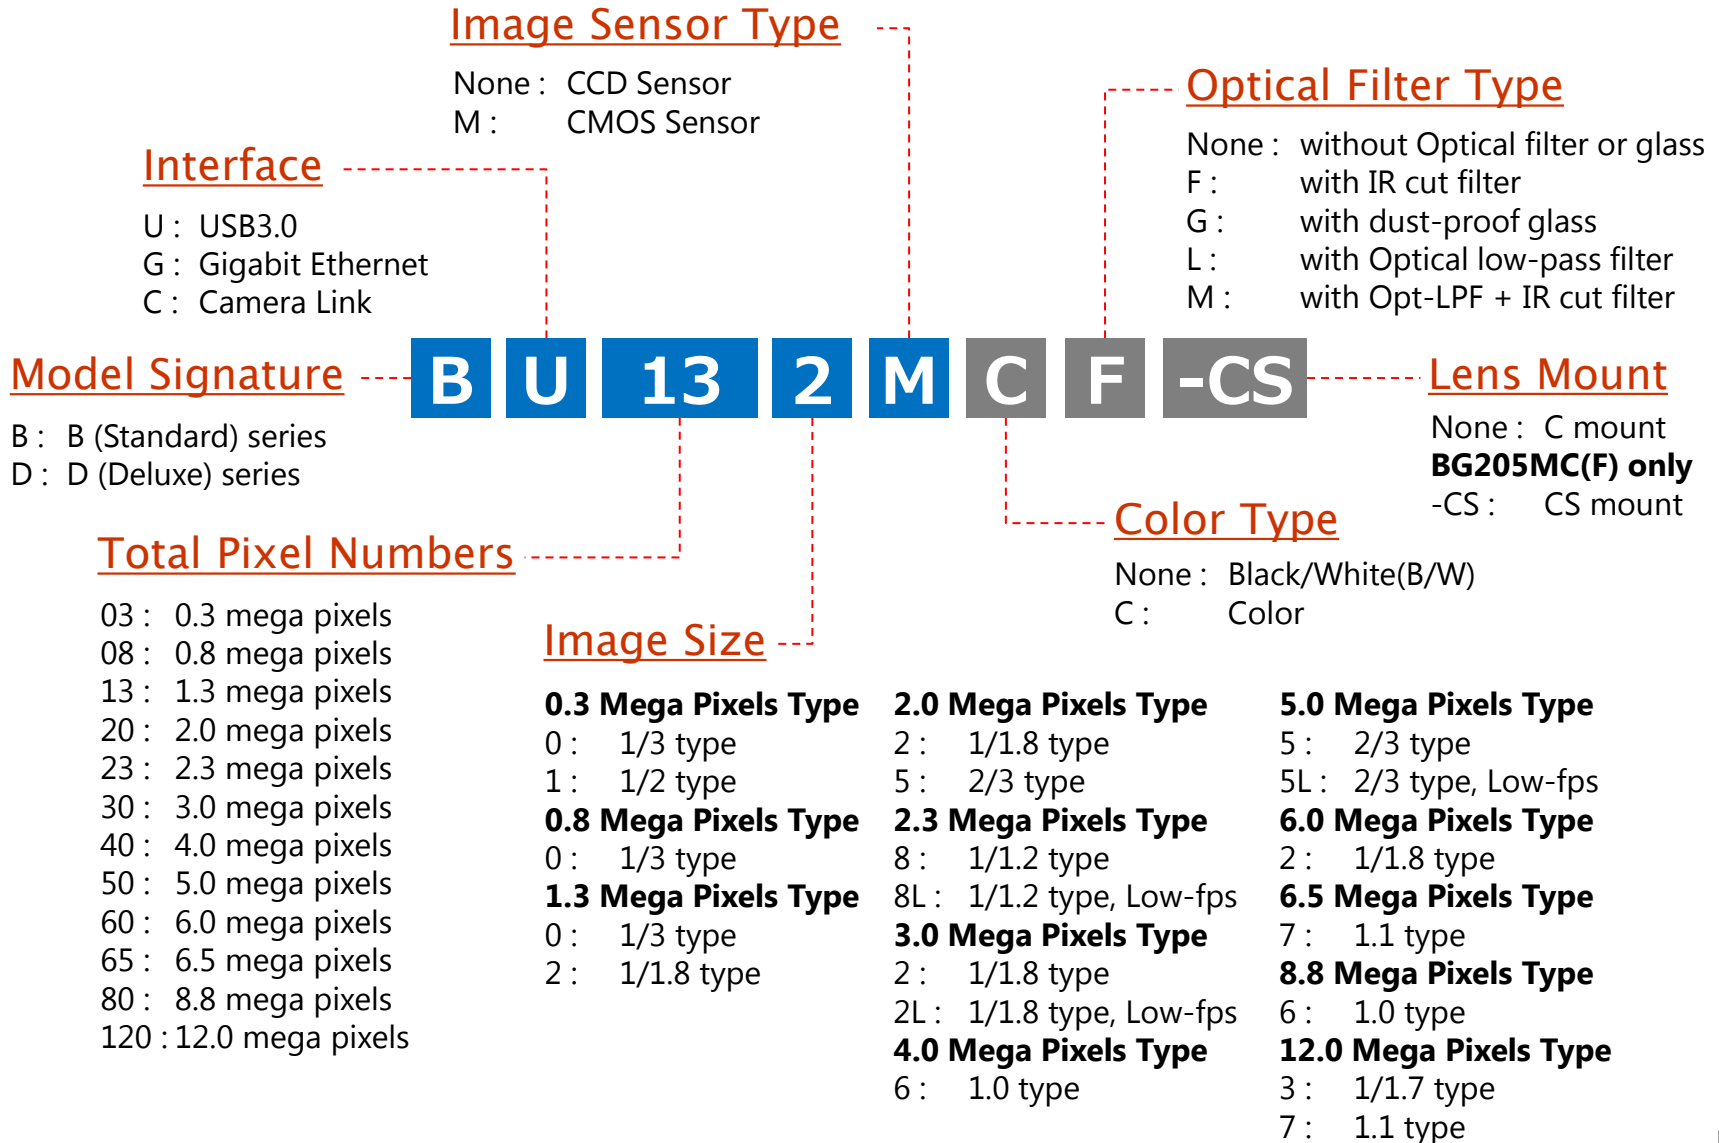 Image Sensor Type
None : CCD Sensor
M : CMOS Sensor
Optical Filter Type
None : without Optical filter or glass
F : with IR cut filter
G : with dust-proof glass
L : with Optical low-pass filter
M : with Opt-LPF + IR cut filter
Interface
U : USB3.0
G : Gigabit Ethernet
C : Camera Link
B U 13 2 M C F -CS
Model Signature
B : B (Standard) series
D : D (Deluxe) series
Lens Mount
None : C mount
BG205MC(F) only
-CS : CS mount
Color Type
None : Black/White(B/W)
C : Color
Total Pixel Numbers
03 : 0.3 mega pixels
08 : 0.8 mega pixels
13 : 1.3 mega pixels
20 : 2.0 mega pixels
23 : 2.3 mega pixels
30 : 3.0 mega pixels
40 : 4.0 mega pixels
50 : 5.0 mega pixels
60 : 6.0 mega pixels
65 : 6.5 mega pixels
80 : 8.8 mega pixels
120 : 12.0 mega pixels
Image Size
0.3 Mega Pixels Type
0 : 1/3 type
1 : 1/2 type
0.8 Mega Pixels Type
0 : 1/3 type
1.3 Mega Pixels Type
0 : 1/3 type
2 : 1/1.8 type
2.0 Mega Pixels Type
2 : 1/1.8 type
5 : 2/3 type
2.3 Mega Pixels Type
8 : 1/1.2 type
8L : 1/1.2 type, Low-fps
3.0 Mega Pixels Type
2 : 1/1.8 type
2L : 1/1.8 type, Low-fps
4.0 Mega Pixels Type
6 : 1.0 type
5.0 Mega Pixels Type
5 : 2/3 type
5L : 2/3 type, Low-fps
6.0 Mega Pixels Type
2 : 1/1.8 type
6.5 Mega Pixels Type
7 : 1.1 type
8.8 Mega Pixels Type
6 : 1.0 type
12.0 Mega Pixels Type
3 : 1/1.7 type
7 : 1.1 type